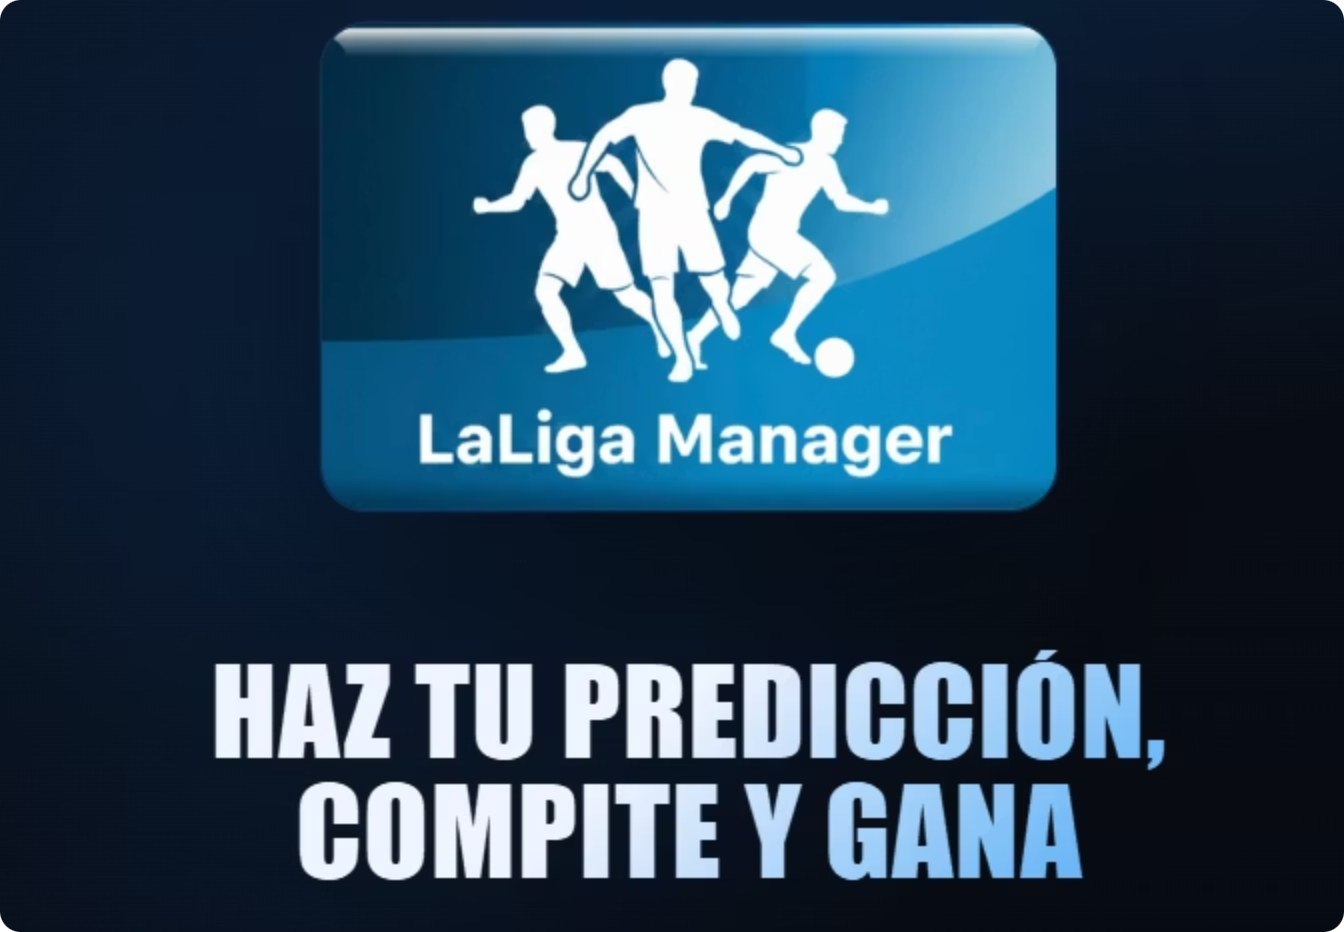 LaLiga Manager
HAZ TU PREDICCIÓN,
COMPITE Y GANA